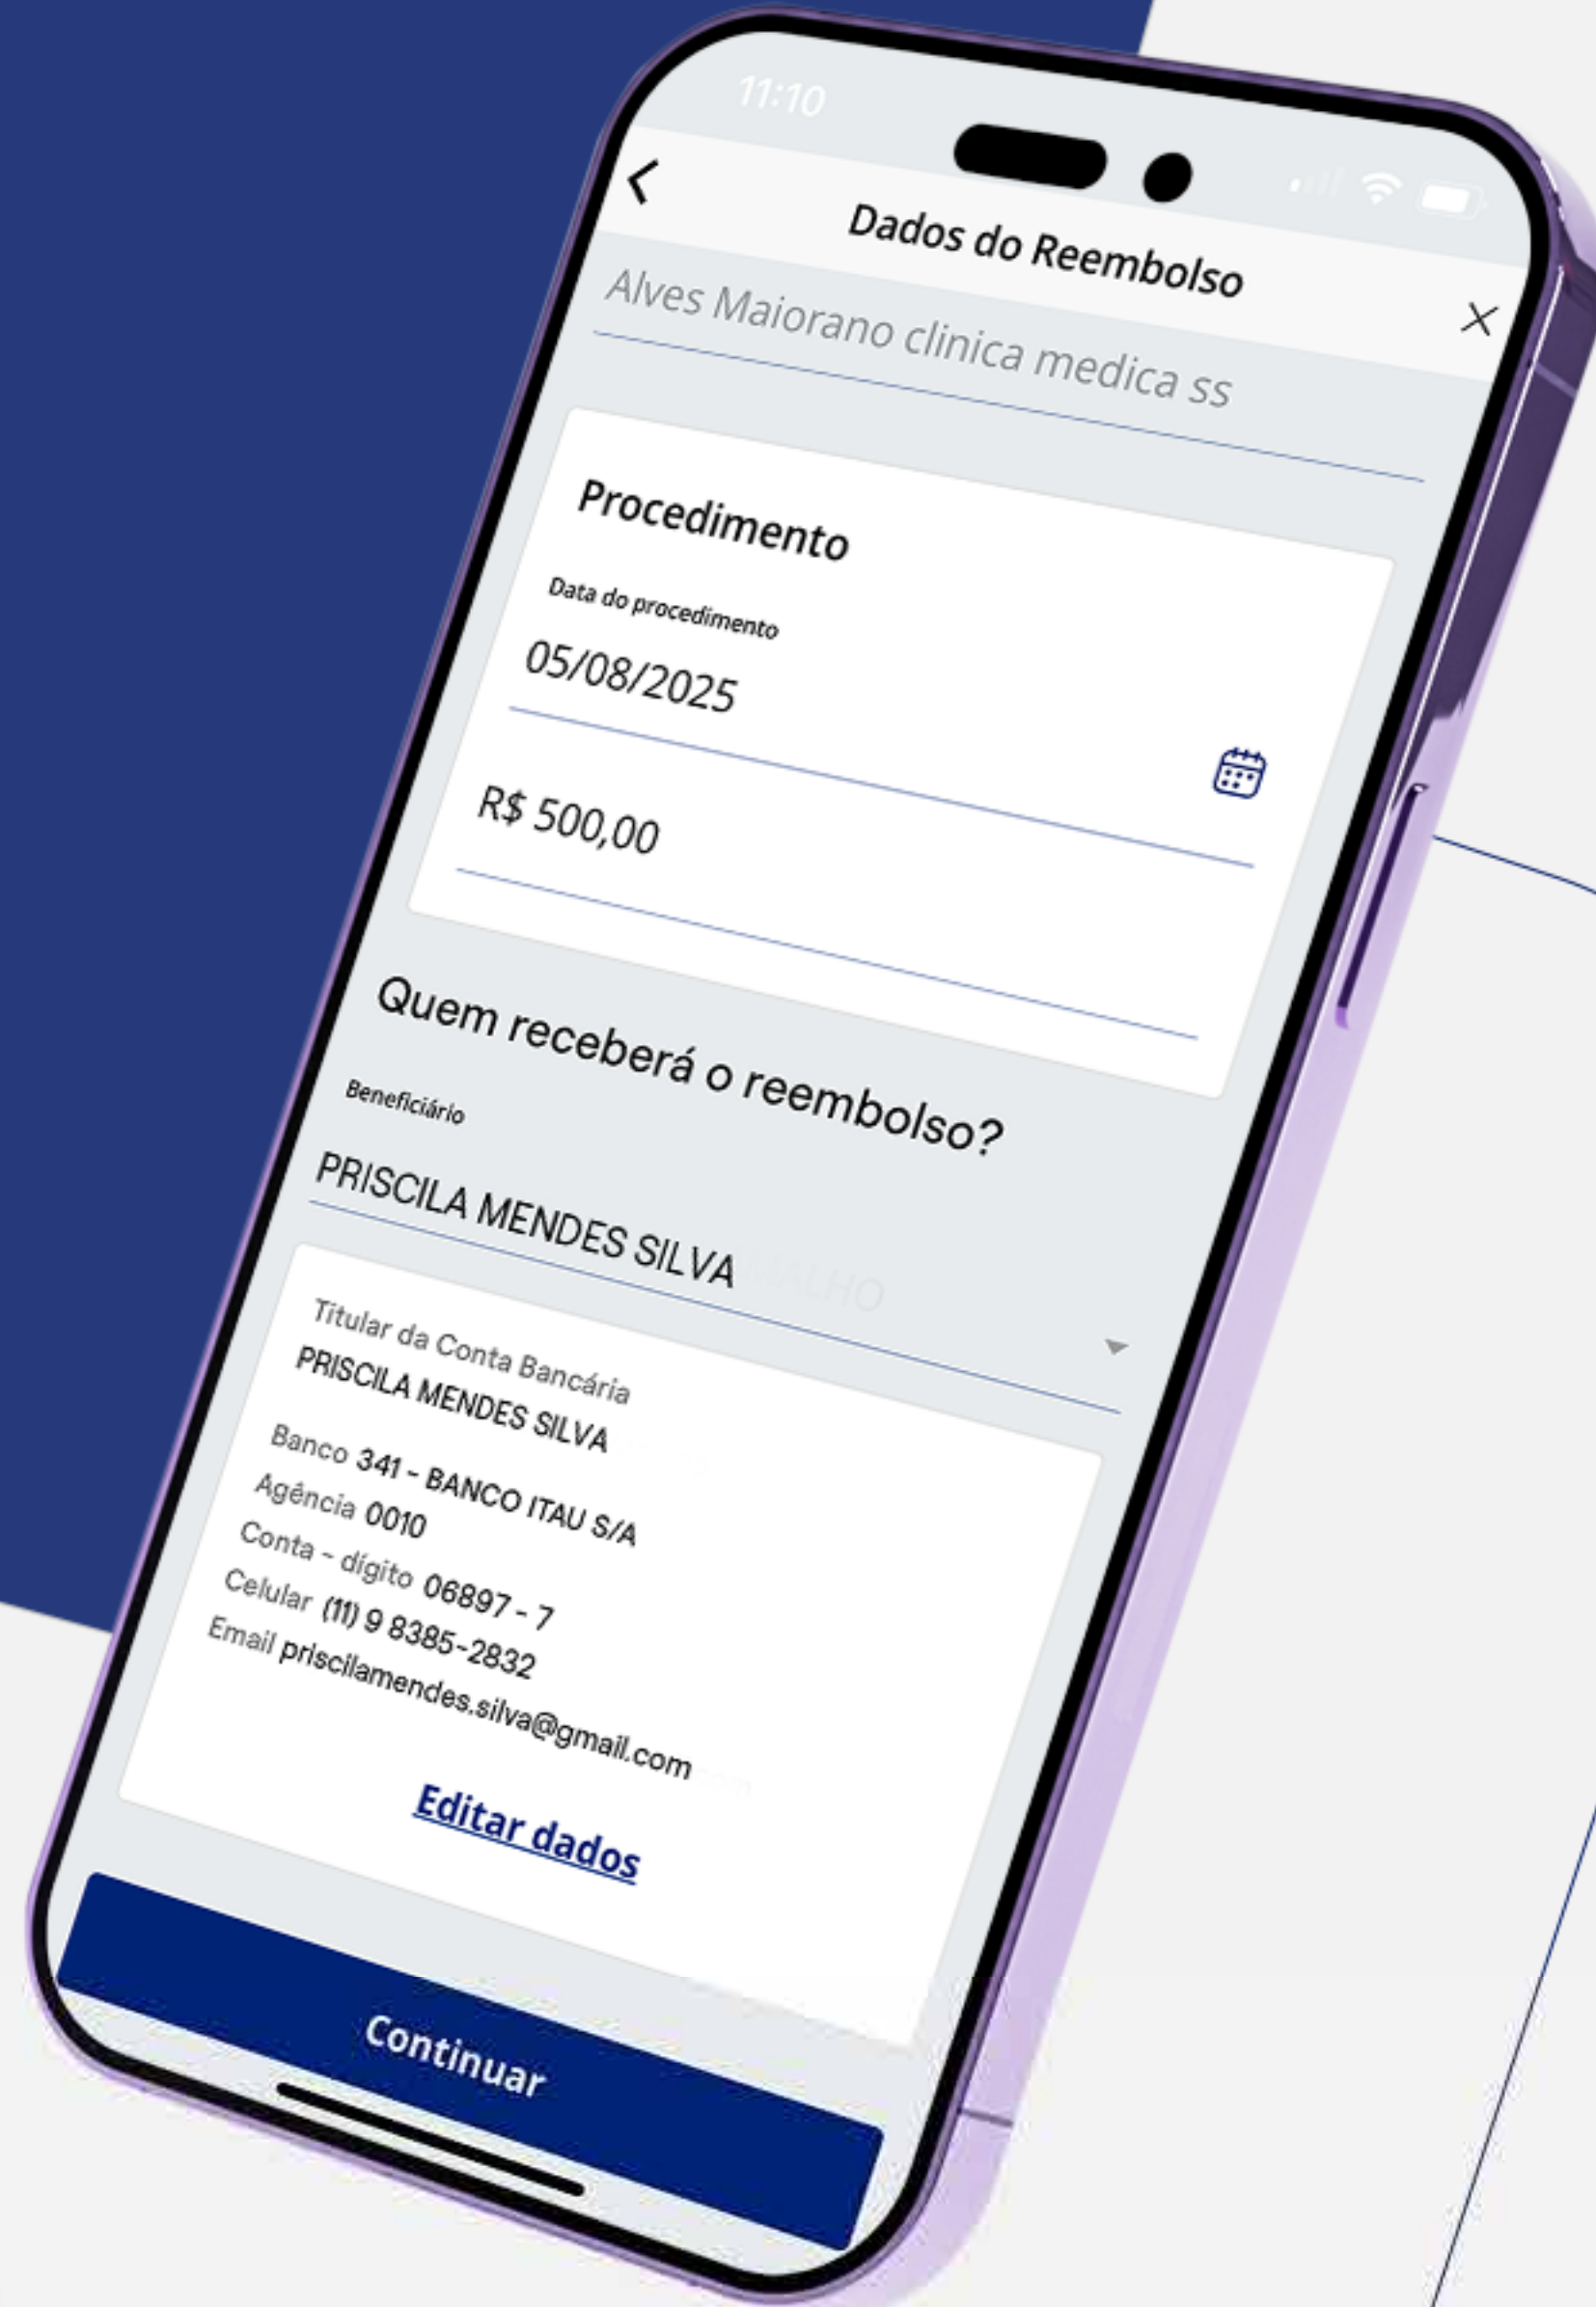 11:10
Dados do Reembolso
Alves Maiorano clinica medica ss
Procedimento
Data do procedimento
05/08/2025
R$ 500,00
Quem receberá o reembolso?
Beneficiário
PRISCILA MENDES SILVA
Titular da Conta Bancária
PRISCILA MENDES SILVA
Banco 341 - BANCO ITAU S/A
Agência 0010
Conta - dígito 06897 - 7
Celular (11) 9 8385-2832
Email priscilamendes.silva@gmail.com
Editar dados
Continuar